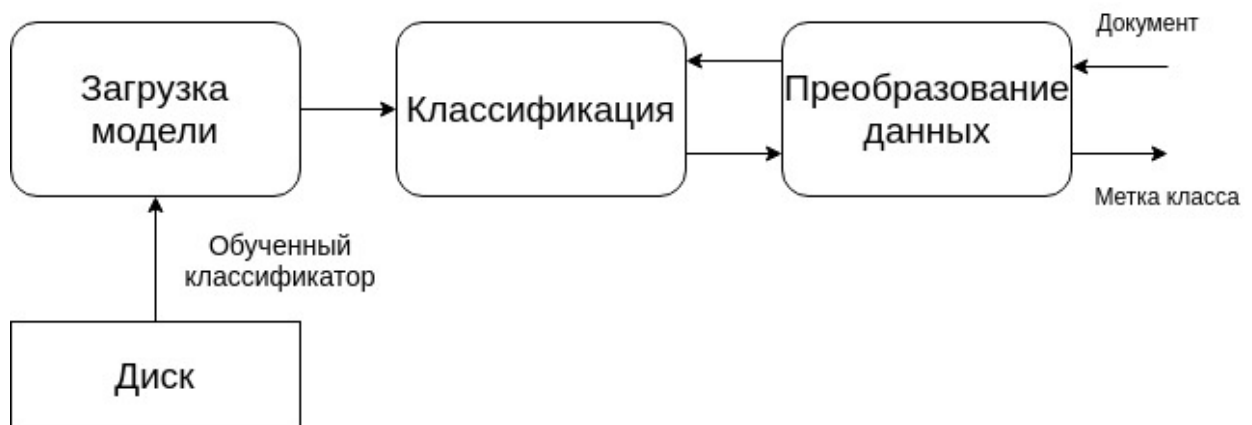 Загрузка
модели
Классификация
Преобразование
данных
Документ
Метка класса
Обученный
классификатор
Диск